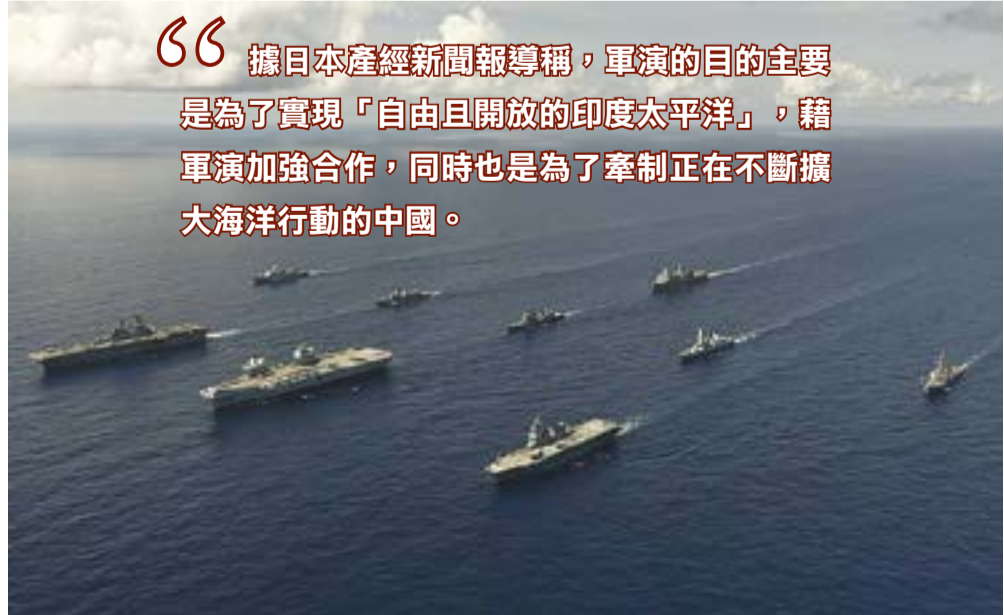 “ 據日本產經新聞報導稱，軍演的目的主要
是為了實現「自由且開放的印度太平洋」，藉
軍演加強合作，同時也是為了牽制正在不斷擴
大海洋行動的中國。